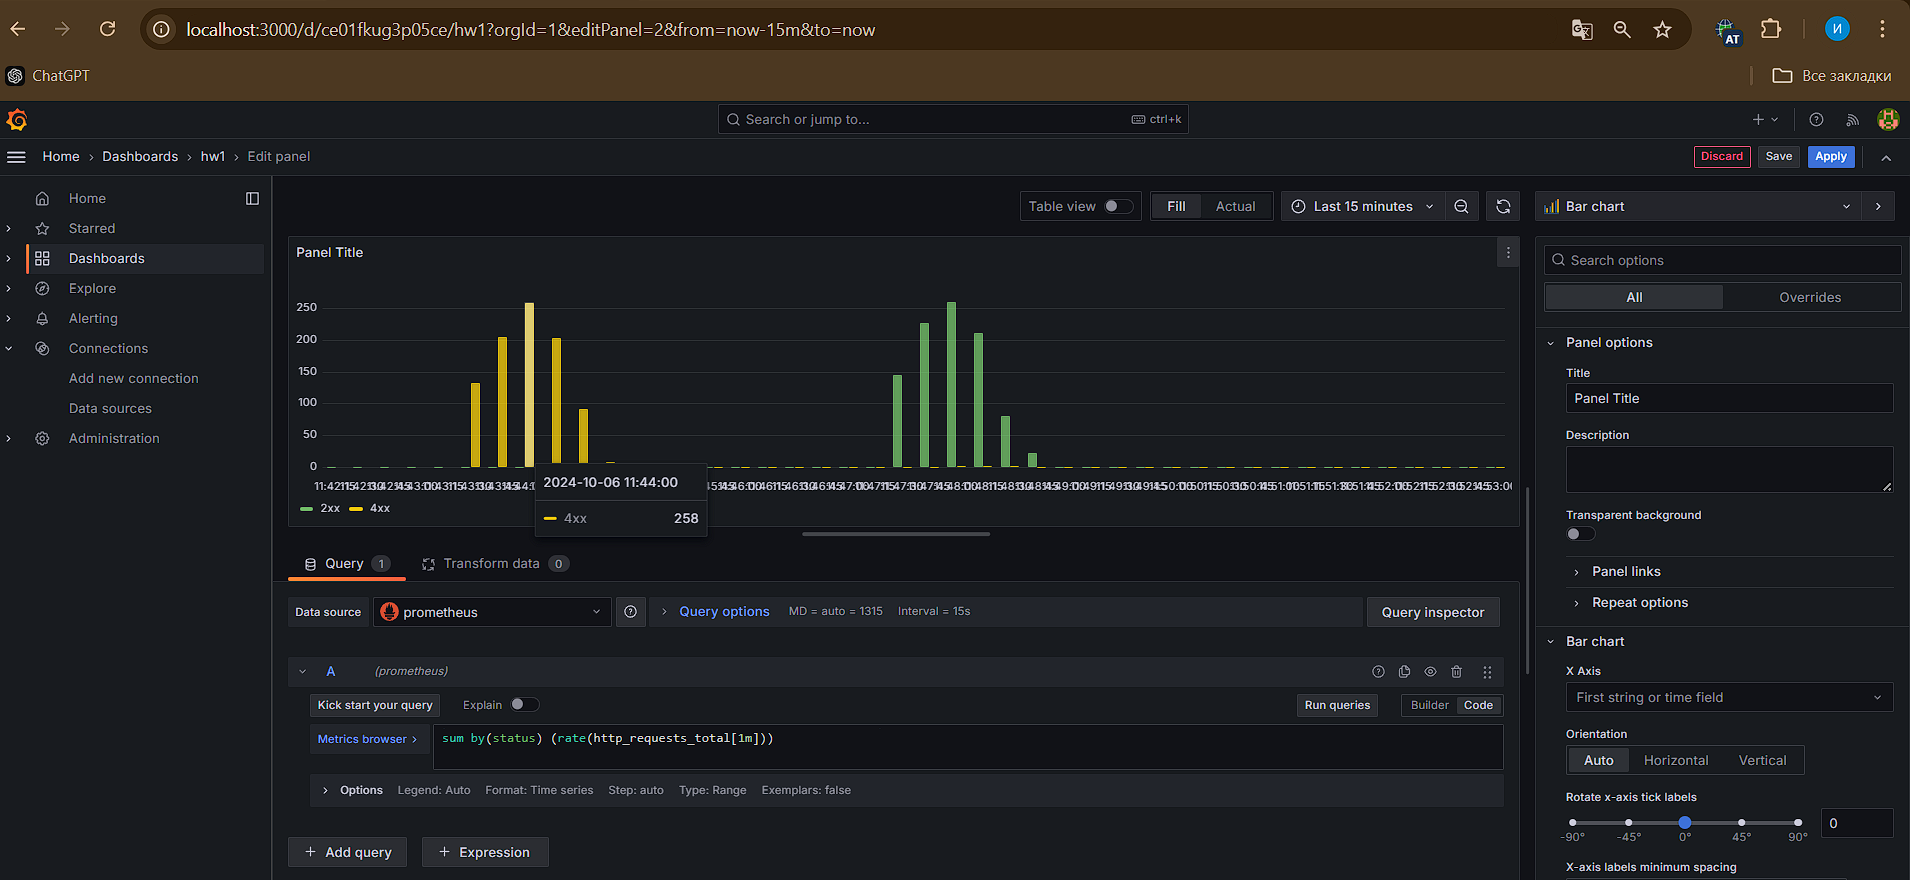 localhost:3000/d/ce01fkug3p05ce/hw1?orgId=1&editPanel=2&from=now-15m&to=now
AT
И
ChatGPT
Все закладки
Search or jump to...
ctrl+k
Home › Dashboards › hw1 › Edit panel
Discard
Save
Apply
Home
Starred
Dashboards
Explore
Alerting
Connections
Add new connection
Data sources
Administration
Table view
Fill
Actual
Last 15 minutes
Panel Title
250
200
150
100
50
0
2xx
4xx
2024-10-06 11:44:00
4xx 258
Query 1
Transform data 0
Data source
prometheus
Query options MD = auto = 1315 Interval = 15s
Query inspector
A (prometheus)
Kick start your query
Explain
Run queries
Builder
Code
Metrics browser >
sum by(status) (rate(http_requests_total[1m]))
Options Legend: Auto Format: Time series Step: auto Type: Range Exemplars: false
+ Add query
+ Expression
Bar chart
Search options
All
Overrides
Panel options
Title
Panel Title
Description
Transparent background
Panel links
Repeat options
Bar chart
X Axis
First string or time field
Orientation
Auto
Horizontal
Vertical
Rotate x-axis tick labels
-90° -45° 0° 45° 90°
0
X-axis labels minimum spacing